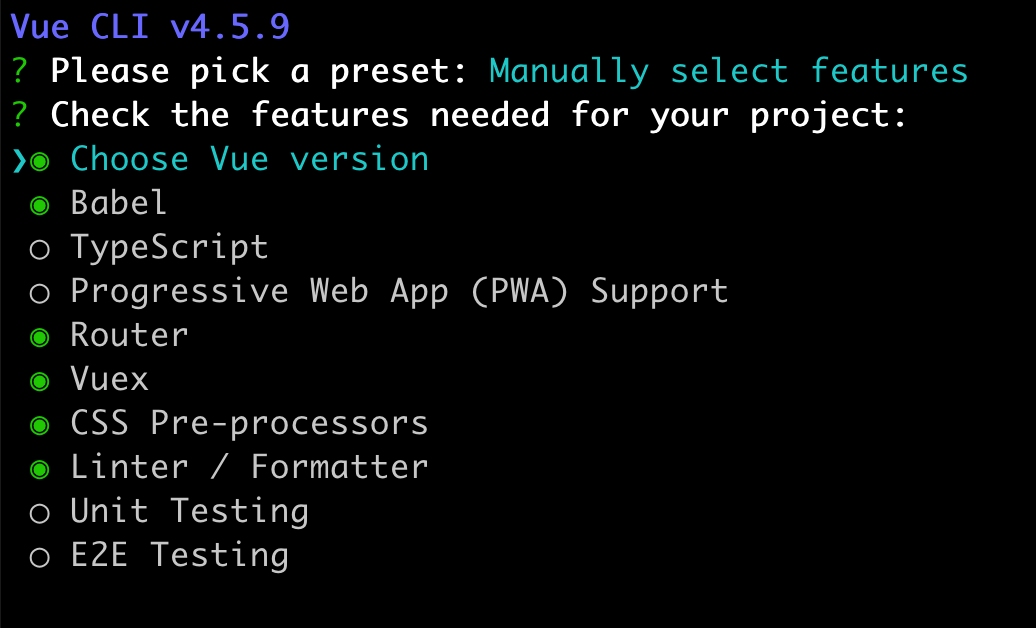 Vue CLI v4.5.9
? Please pick a preset: Manually select features
? Check the features needed for your project:
❯◉ Choose Vue version
◉ Babel
◯ TypeScript
◯ Progressive Web App (PWA) Support
◉ Router
◉ Vuex
◉ CSS Pre-processors
◉ Linter / Formatter
◯ Unit Testing
◯ E2E Testing